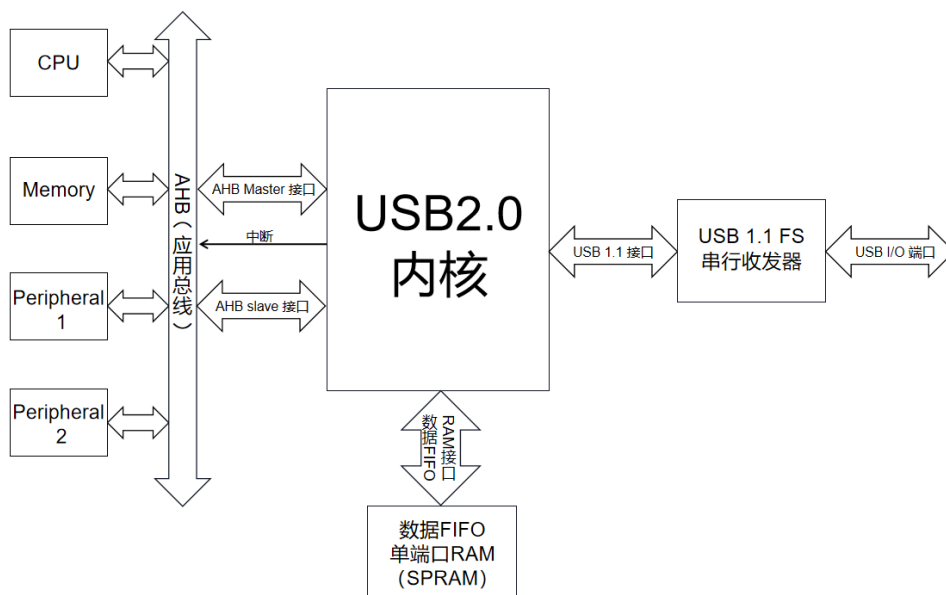 CPU
Memory
Peripheral
1
Peripheral
2
AHB（应用总线）
AHB Master 接口
中断
AHB slave 接口
USB2.0
内核
USB 1.1 接口
USB 1.1 FS
串行收发器
USB I/O 端口
RAM接口
数据FIFO
数据FIFO
单端口RAM
（SPRAM）